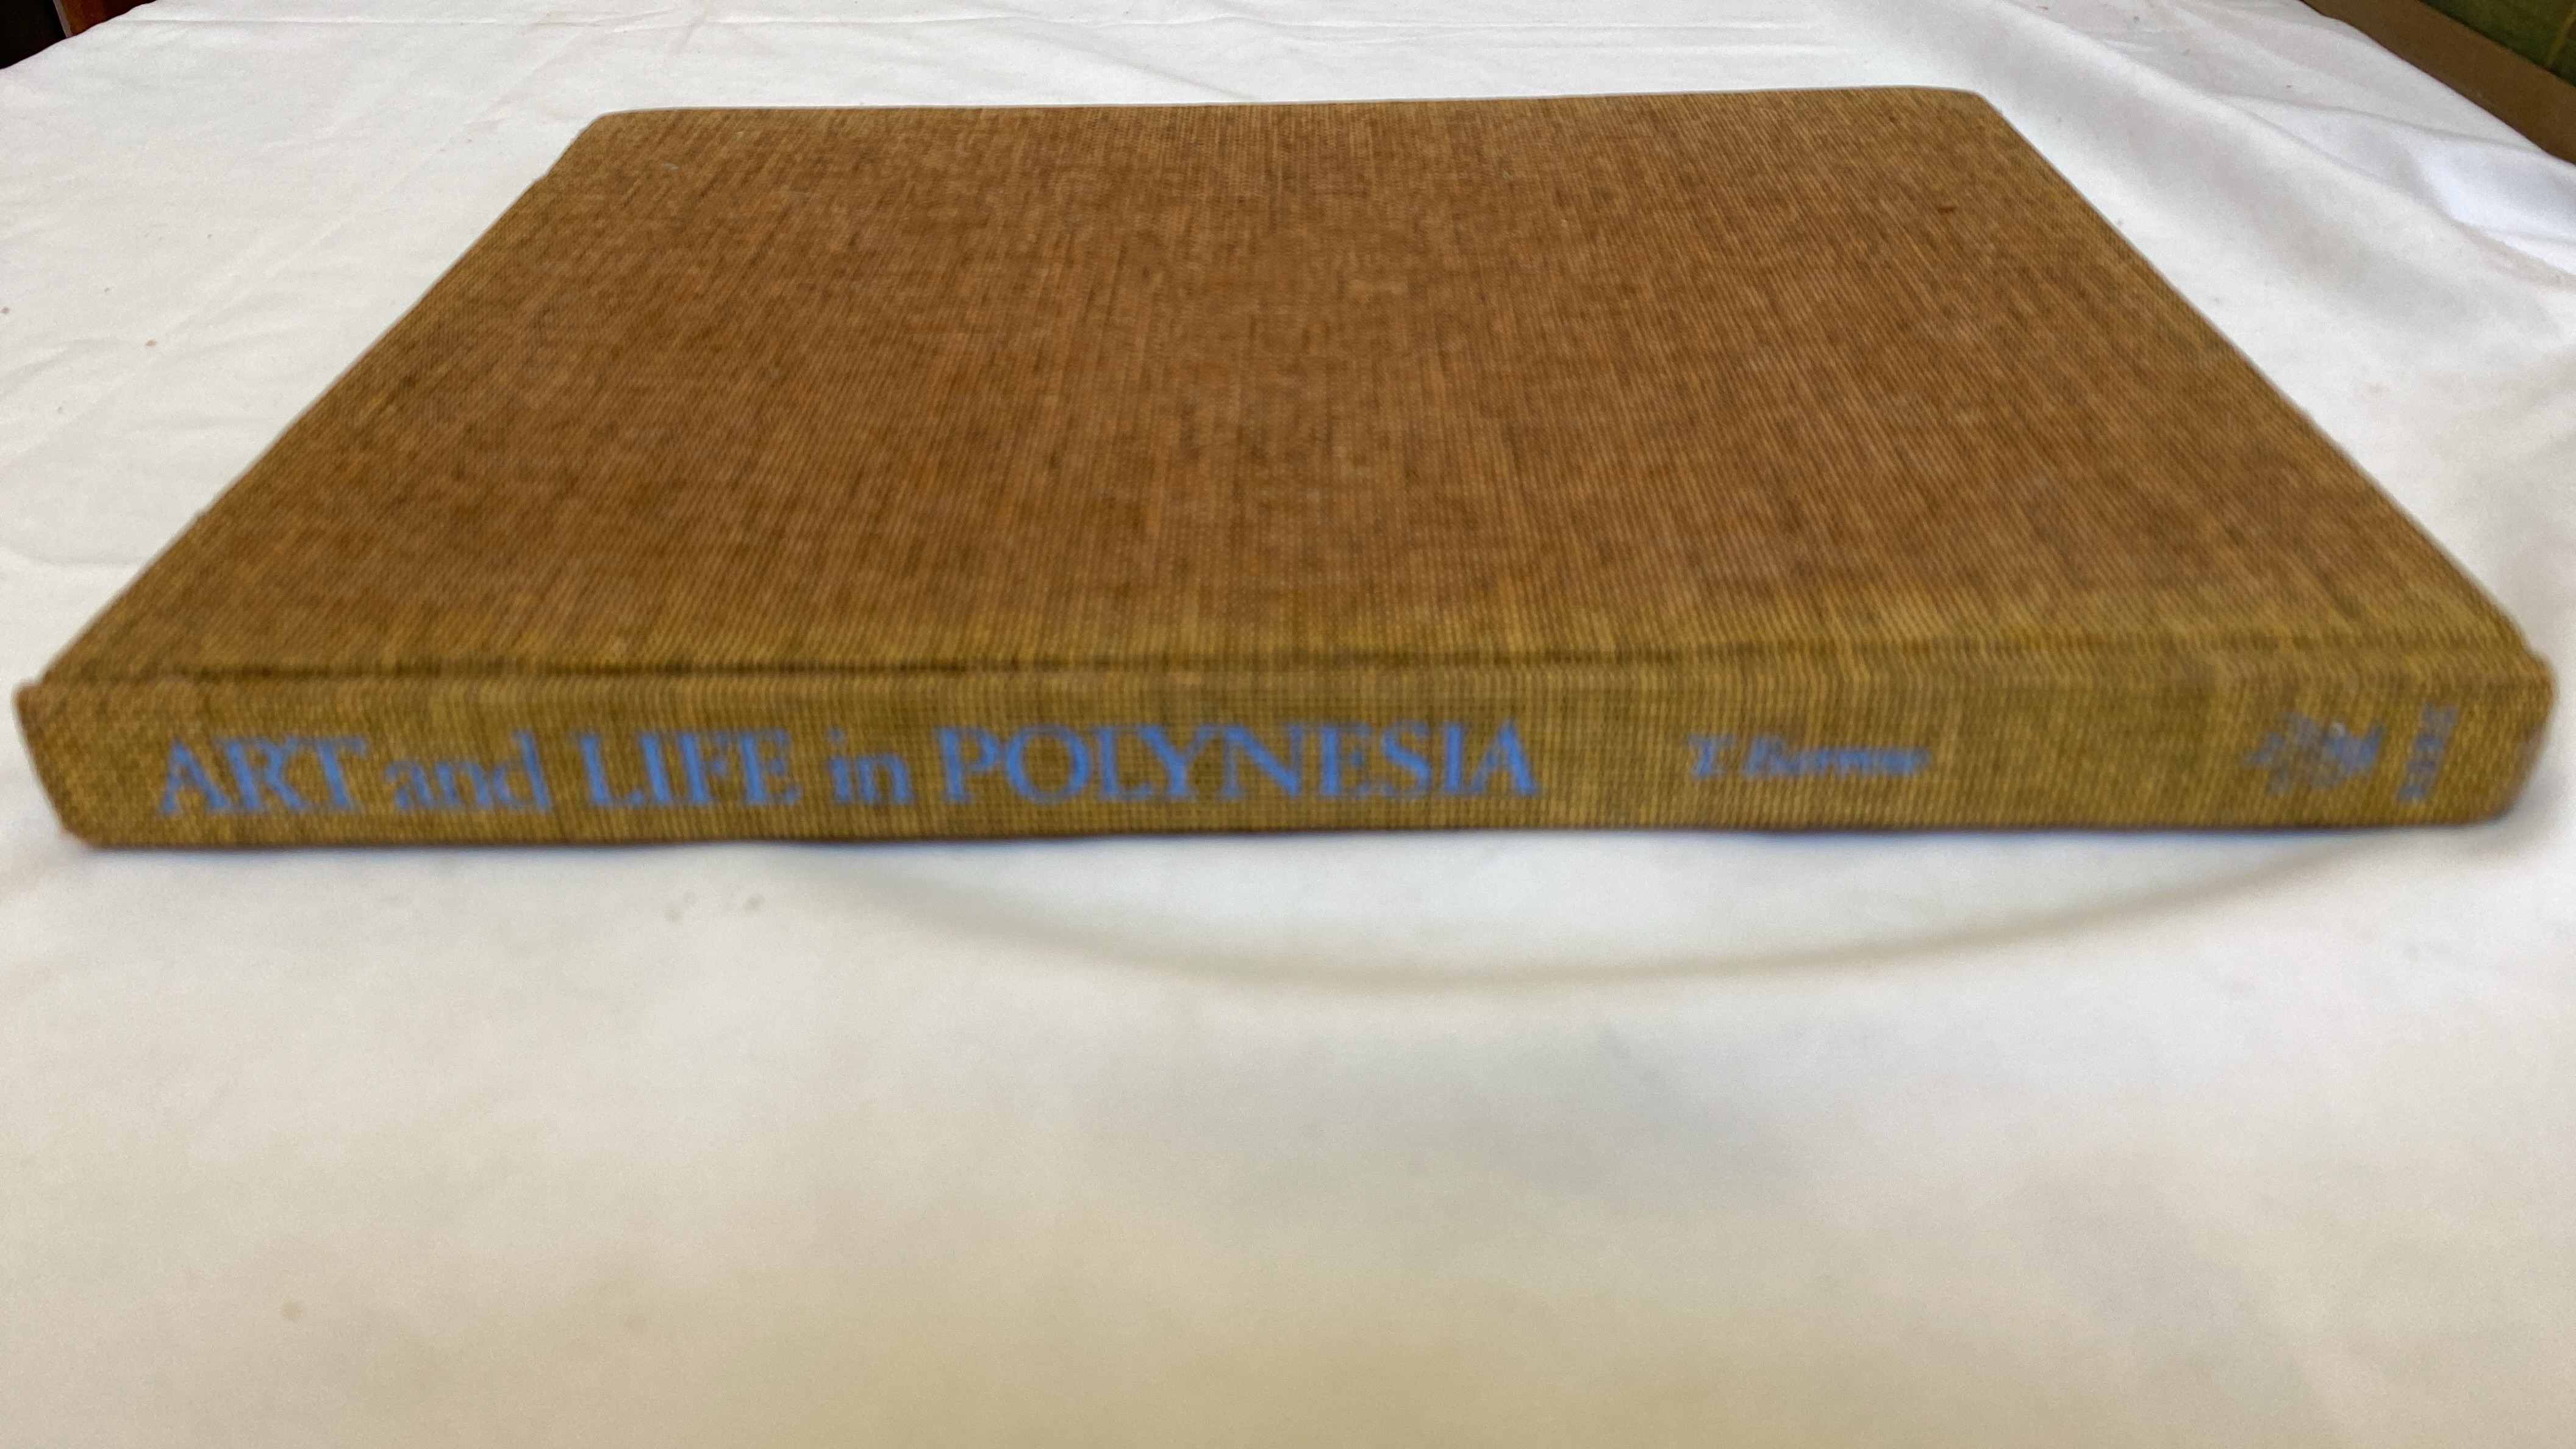 ART and LIFE in POLYNESIA T. Barrow